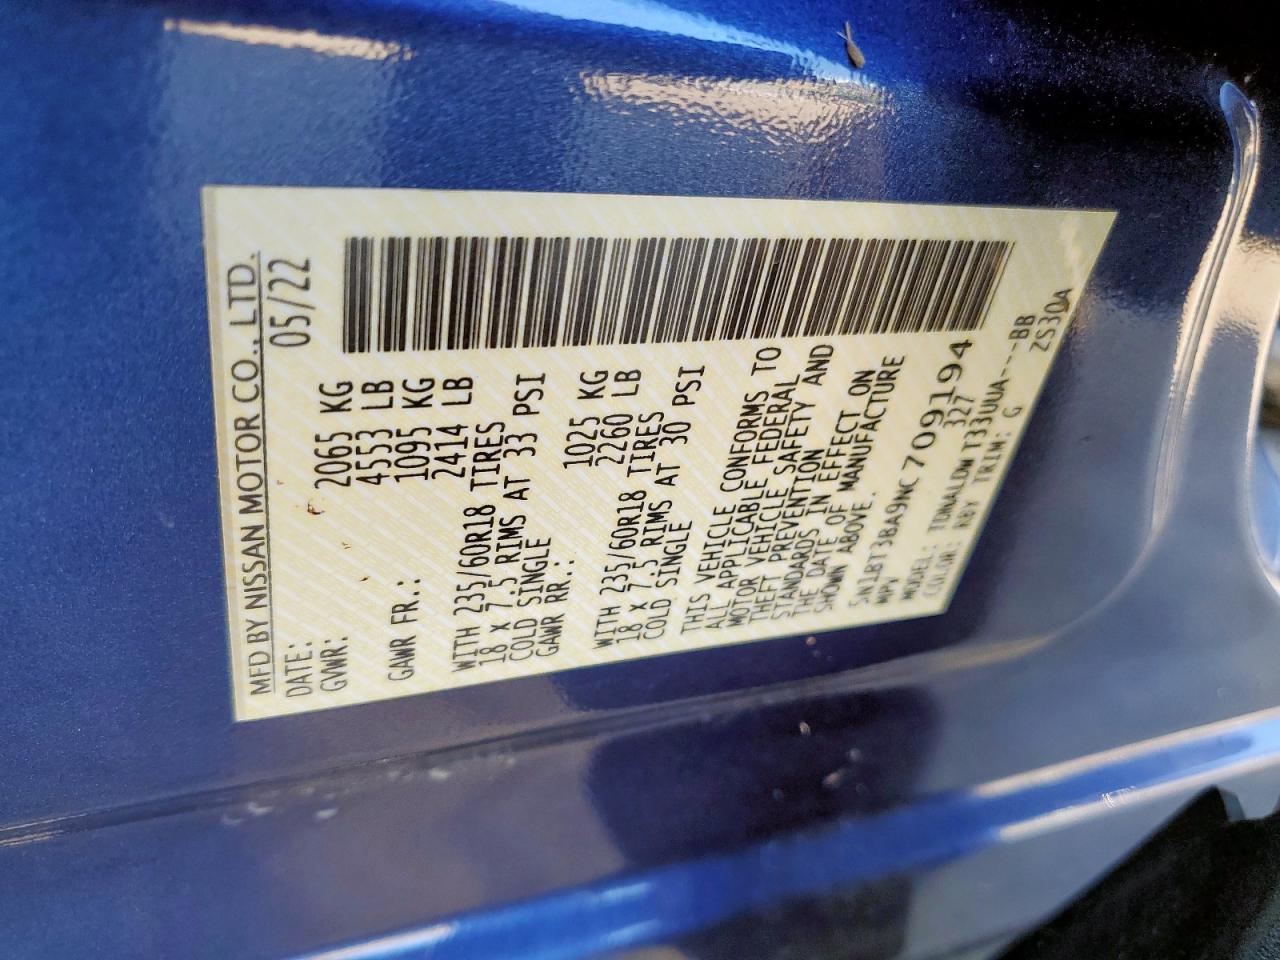 MFD BY NISSAN MOTOR CO., LTD.
DATE: 05/22
GVWR: 2065 KG
4553 LB
GAWR FR.: 1095 KG
2414 LB
WITH 235/60R18 TIRES
18 X 7.5 RIMS AT 33 PSI
COLD SINGLE
GAWR RR.: 1025 KG
2260 LB
WITH 235/60R18 TIRES
18 X 7.5 RIMS AT 30 PSI
COLD SINGLE
THIS VEHICLE CONFORMS TO
ALL APPLICABLE FEDERAL
MOTOR VEHICLE SAFETY AND
THEFT PREVENTION
STANDARDS IN EFFECT ON
THE DATE OF MANUFACTURE
SHOWN ABOVE.
5N1BT3BA9NC709194
MPV 327
MODEL: TDNALDW T33UUA---BB
COLOR: RBY TRIM: G ZS30A